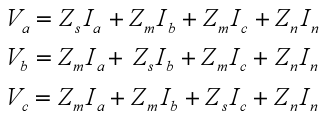 V_a = Z_s I_a + Z_m I_b + Z_m I_c + Z_n I_n
V_b = Z_m I_a + Z_s I_b + Z_m I_c + Z_n I_n
V_c = Z_m I_a + Z_m I_b + Z_s I_c + Z_n I_n